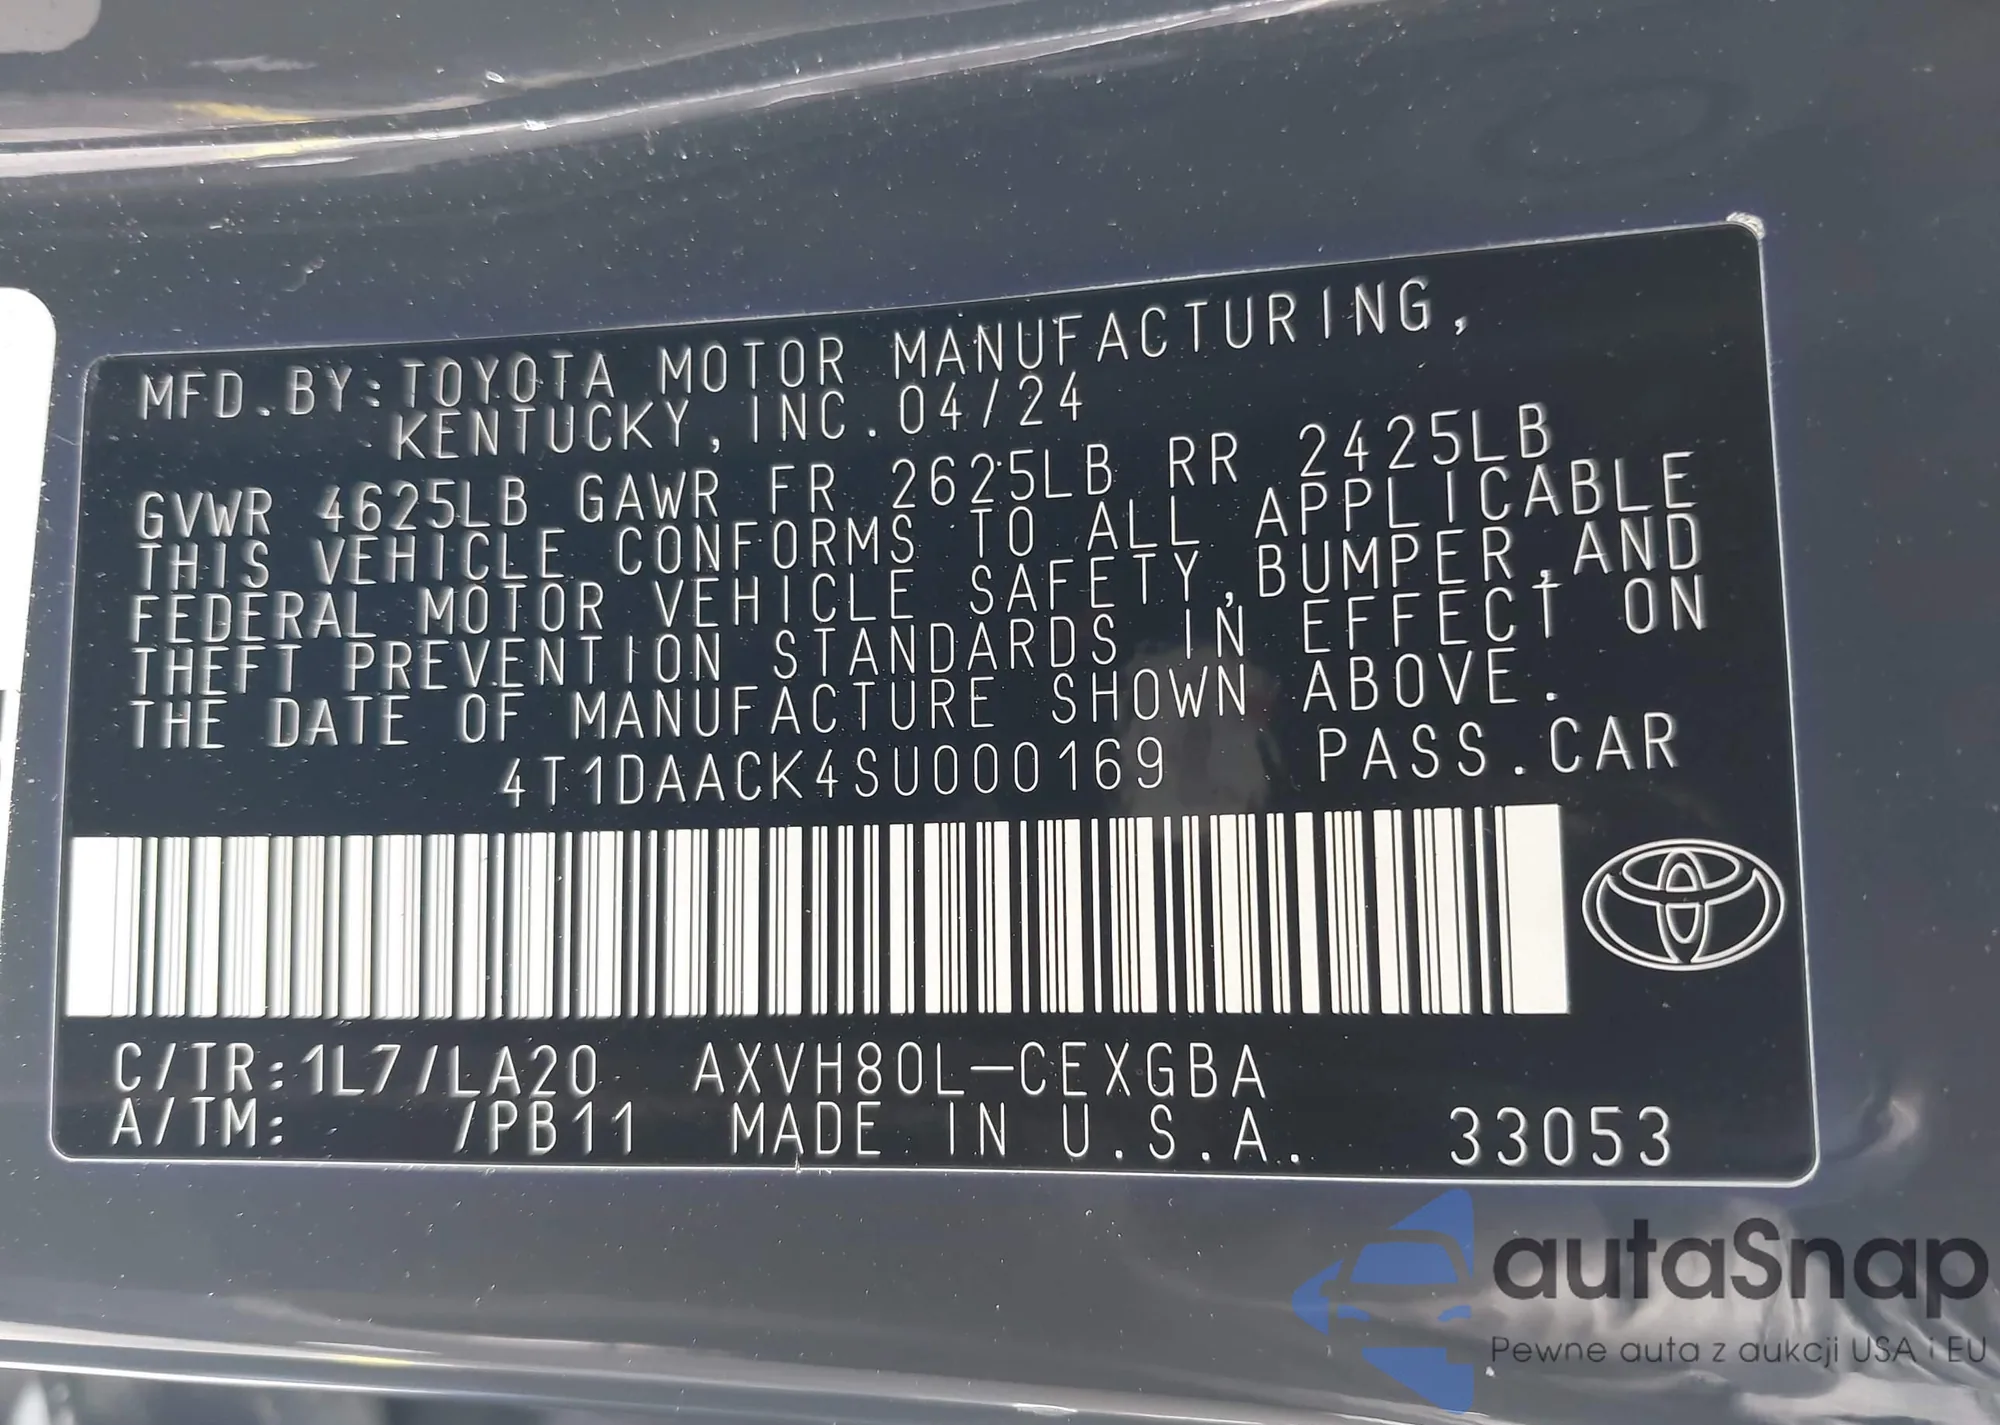 MFD.BY:TOYOTA MOTOR MANUFACTURING,
KENTUCKY,INC.04/24
GVWR 4625LB GAWR FR 2625LB RR 2425LB
THIS VEHICLE CONFORMS TO ALL APPLICABLE
FEDERAL MOTOR VEHICLE SAFETY,BUMPER,AND
THEFT PREVENTION STANDARDS IN EFFECT ON
THE DATE OF MANUFACTURE SHOWN ABOVE.
4T1DAACK4SU000169 PASS.CAR
C/TR:1L7/LA20 AXVH80L-CEXGBA
A/TM: /PB11 MADE IN U.S.A. 33053
autaSnap
Pewne auta z aukcji USA i EU